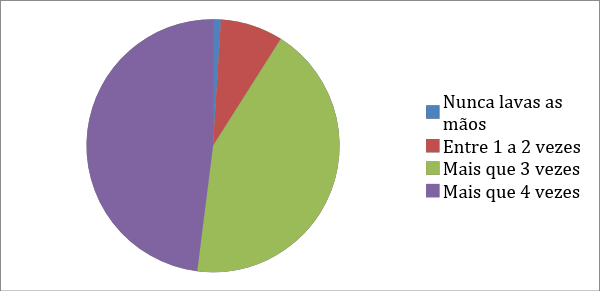 Nunca lavas as
mãos
Entre 1 a 2 vezes
Mais que 3 vezes
Mais que 4 vezes